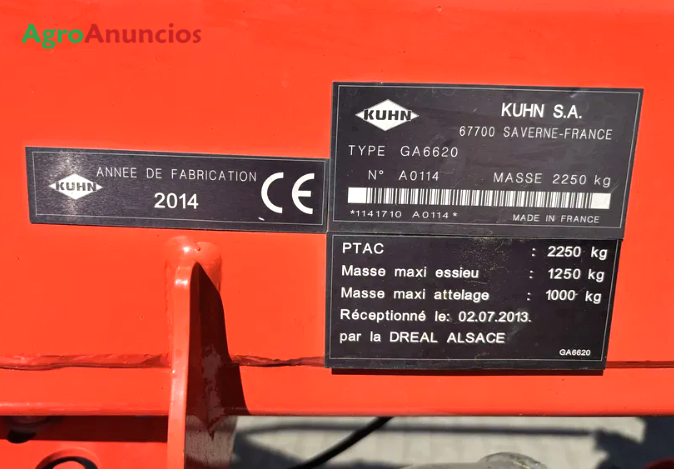 AgroAnuncios
KUHN
ANNEE DE FABRICATION
2014
CE
KUHN
KUHN S.A.
67700 SAVERNE-FRANCE
TYPE GA6620
N° A0114 MASSE 2250 kg
*1141710 A0114*
MADE IN FRANCE
PTAC : 2250 kg
Masse maxi essieu : 1250 kg
Masse maxi attelage : 1000 kg
Réceptionné le: 02.07.2013.
par la DREAL ALSACE
GA6620